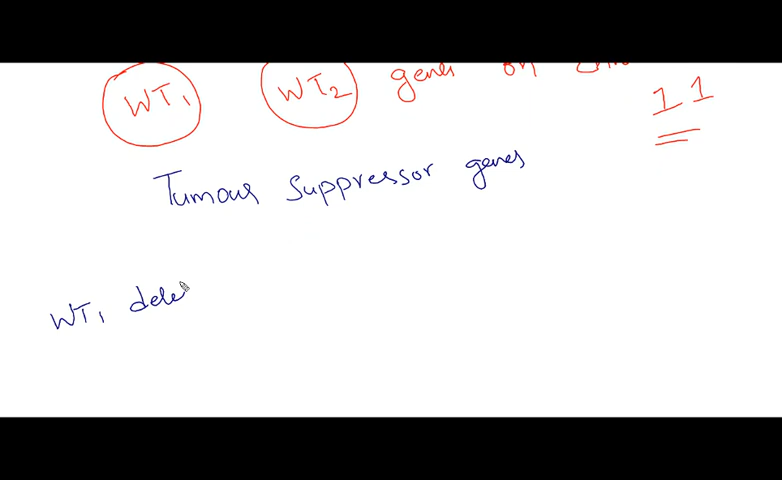 WT1 WT2 genes on
11
Tumour Suppressor genes
WT1 dele